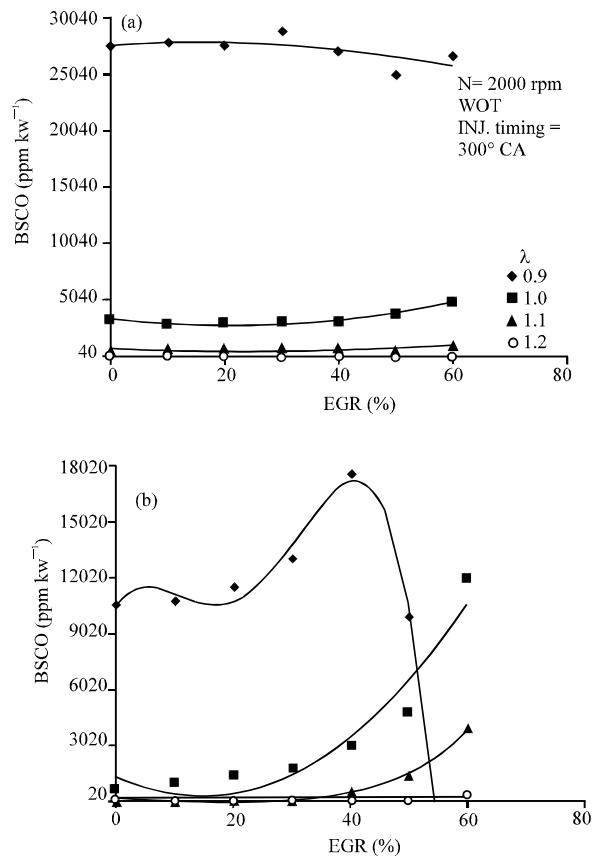 (a)
30040
25040
20040
15040
10040
5040
40
BSCO (ppm kw⁻¹)
N= 2000 rpm
WOT
INJ. timing =
300° CA
λ
0.9
1.0
1.1
1.2
0 20 40 60 80
EGR (%)
(b)
18020
15020
12020
9020
6020
3020
20
BSCO (ppm kw⁻¹)
0 20 40 60 80
EGR (%)